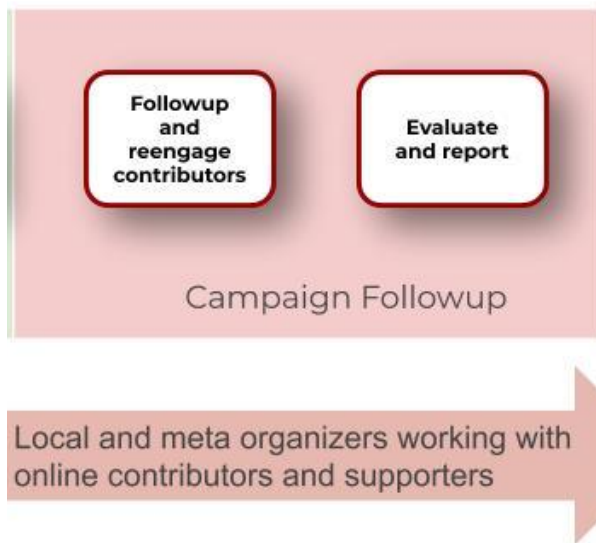 Followup
and
reengage
contributors
Evaluate
and report
Campaign Followup
Local and meta organizers working with
online contributors and supporters